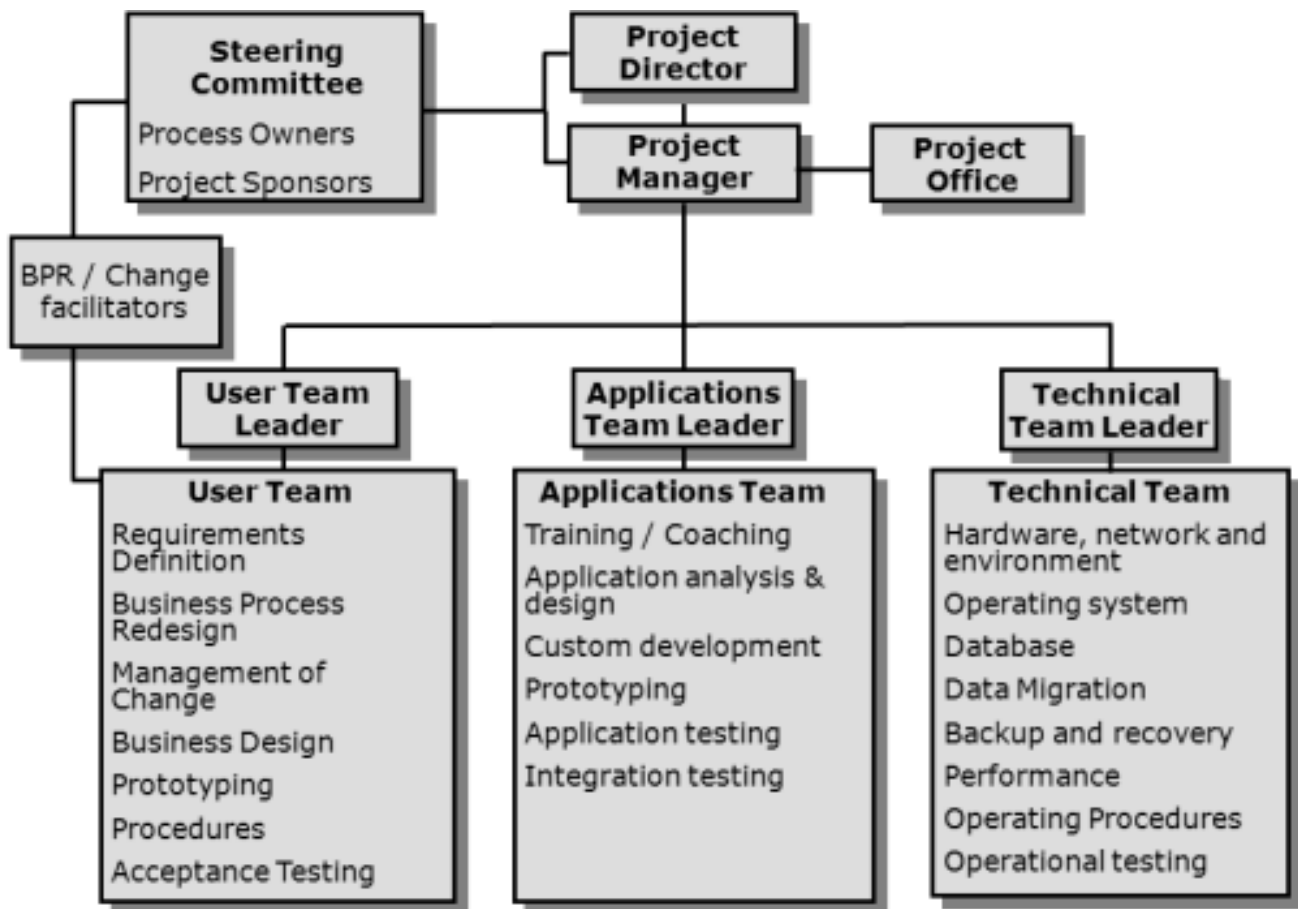 Steering
Committee
Process Owners
Project Sponsors
Project
Director
Project
Manager
Project
Office
BPR / Change
facilitators
User Team
Leader
Applications
Team Leader
Technical
Team Leader
User Team
Requirements
Definition
Business Process
Redesign
Management of
Change
Business Design
Prototyping
Procedures
Acceptance Testing
Applications Team
Training / Coaching
Application analysis &
design
Custom development
Prototyping
Application testing
Integration testing
Technical Team
Hardware, network and
environment
Operating system
Database
Data Migration
Backup and recovery
Performance
Operating Procedures
Operational testing